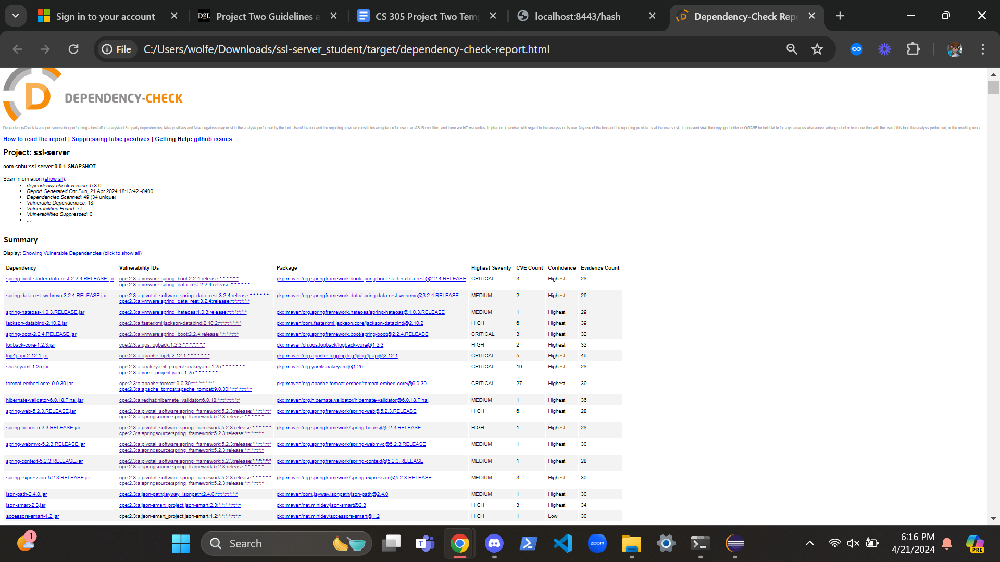 Sign in to your account
D2L Project Two Guidelines a
CS 305 Project Two Temp
localhost:8443/hash
Dependency-Check Repo
File C:/Users/wolfe/Downloads/ssl-server_student/target/dependency-check-report.html
DEPENDENCY-CHECK
Dependency-Check is an open source tool performing a best effort analysis of 3rd party dependencies; false positives and false negatives may exist in the analysis performed by the tool. Use of the tool and the reporting provided constitutes acceptance for use in an AS IS condition, and there are NO warranties, implied or otherwise, with regard to the analysis or its use. Any use of the tool and the reporting provided is at the user's risk. In no event shall the copyright holder or OWASP be held liable for any damages whatsoever arising out of or in connection with the use of this tool, the analysis performed, or the resulting report.
How to read the report | Suppressing false positives | Getting Help: github issues
Project: ssl-server
com.snhu:ssl-server:0.0.1-SNAPSHOT
Scan Information (show all):
• dependency-check version: 5.3.0
• Report Generated On: Sun, 21 Apr 2024 18:13:42 -0400
• Dependencies Scanned: 49 (34 unique)
• Vulnerable Dependencies: 18
• Vulnerabilities Found: 77
• Vulnerabilities Suppressed: 0
• ...
Summary
Display: Showing Vulnerable Dependencies (click to show all)
Dependency Vulnerability IDs Package Highest Severity CVE Count Confidence Evidence Count
spring-boot-starter-data-rest-2.2.4.RELEASE.jar cpe:2.3:a:vmware:spring_boot:2.2.4:release:*:*:*:*:*:* pkg:maven/org.springframework.boot/spring-boot-starter-data-rest@2.2.4.RELEASE CRITICAL 3 Highest 28
cpe:2.3:a:vmware:spring_data_rest:2.2.4:release:*:*:*:*:*:*
spring-data-rest-webmvc-3.2.4.RELEASE.jar cpe:2.3:a:pivotal_software:spring_data_rest:3.2.4:release:*:*:*:*:*:* pkg:maven/org.springframework.data/spring-data-rest-webmvc@3.2.4.RELEASE MEDIUM 2 Highest 29
cpe:2.3:a:vmware:spring_data_rest:3.2.4:release:*:*:*:*:*:*
spring-hateoas-1.0.3.RELEASE.jar cpe:2.3:a:vmware:spring_hateoas:1.0.3:release:*:*:*:*:*:* pkg:maven/org.springframework.hateoas/spring-hateoas@1.0.3.RELEASE MEDIUM 1 Highest 29
jackson-databind-2.10.2.jar cpe:2.3:a:fasterxml:jackson-databind:2.10.2:*:*:*:*:*:*:* pkg:maven/com.fasterxml.jackson.core/jackson-databind@2.10.2 HIGH 6 Highest 39
spring-boot-2.2.4.RELEASE.jar cpe:2.3:a:vmware:spring_boot:2.2.4:release:*:*:*:*:*:* pkg:maven/org.springframework.boot/spring-boot@2.2.4.RELEASE CRITICAL 3 Highest 32
logback-core-1.2.3.jar cpe:2.3:a:qos:logback:1.2.3:*:*:*:*:*:*:* pkg:maven/ch.qos.logback/logback-core@1.2.3 HIGH 2 Highest 32
log4j-api-2.12.1.jar cpe:2.3:a:apache:log4j:2.12.1:*:*:*:*:*:*:* pkg:maven/org.apache.logging.log4j/log4j-api@2.12.1 CRITICAL 5 Highest 46
snakeyaml-1.25.jar cpe:2.3:a:snakeyaml_project:snakeyaml:1.25:*:*:*:*:*:*:* pkg:maven/org.yaml/snakeyaml@1.25 CRITICAL 10 Highest 28
cpe:2.3:a:yaml_project:yaml:1.25:*:*:*:*:*:*:*
tomcat-embed-core-9.0.30.jar cpe:2.3:a:apache:tomcat:9.0.30:*:*:*:*:*:*:* pkg:maven/org.apache.tomcat.embed/tomcat-embed-core@9.0.30 CRITICAL 27 Highest 39
cpe:2.3:a:apache_tomcat:apache_tomcat:9.0.30:*:*:*:*:*:*:*
hibernate-validator-6.0.18.Final.jar cpe:2.3:a:redhat:hibernate_validator:6.0.18:*:*:*:*:*:*:* pkg:maven/org.hibernate.validator/hibernate-validator@6.0.18.Final MEDIUM 1 Highest 36
spring-web-5.2.3.RELEASE.jar cpe:2.3:a:pivotal_software:spring_framework:5.2.3:release:*:*:*:*:*:* pkg:maven/org.springframework/spring-web@5.2.3.RELEASE HIGH 6 Highest 28
cpe:2.3:a:springsource:spring_framework:5.2.3:release:*:*:*:*:*:*
spring-beans-5.2.3.RELEASE.jar cpe:2.3:a:pivotal_software:spring_framework:5.2.3:release:*:*:*:*:*:* pkg:maven/org.springframework/spring-beans@5.2.3.RELEASE HIGH 1 Highest 28
cpe:2.3:a:springsource:spring_framework:5.2.3:release:*:*:*:*:*:*
spring-webmvc-5.2.3.RELEASE.jar cpe:2.3:a:pivotal_software:spring_framework:5.2.3:release:*:*:*:*:*:* pkg:maven/org.springframework/spring-webmvc@5.2.3.RELEASE MEDIUM 1 Highest 30
cpe:2.3:a:springsource:spring_framework:5.2.3:release:*:*:*:*:*:*
spring-context-5.2.3.RELEASE.jar cpe:2.3:a:pivotal_software:spring_framework:5.2.3:release:*:*:*:*:*:* pkg:maven/org.springframework/spring-context@5.2.3.RELEASE MEDIUM 1 Highest 28
cpe:2.3:a:springsource:spring_framework:5.2.3:release:*:*:*:*:*:*
spring-expression-5.2.3.RELEASE.jar cpe:2.3:a:pivotal_software:spring_framework:5.2.3:release:*:*:*:*:*:* pkg:maven/org.springframework/spring-expression@5.2.3.RELEASE MEDIUM 3 Highest 30
cpe:2.3:a:springsource:spring_framework:5.2.3:release:*:*:*:*:*:*
json-path-2.4.0.jar cpe:2.3:a:json-path:jayway_jsonpath:2.4.0:*:*:*:*:*:*:* pkg:maven/com.jayway.jsonpath/json-path@2.4.0 MEDIUM 1 Highest 30
json-smart-2.3.jar cpe:2.3:a:json-smart_project:json-smart:2.3:*:*:*:*:*:*:* pkg:maven/net.minidev/json-smart@2.3 HIGH 3 Highest 34
accessors-smart-1.2.jar cpe:2.3:a:json-smart_project:json-smart:1.2:*:*:*:*:*:*:* pkg:maven/net.minidev/accessors-smart@1.2 HIGH 1 Low 30
1
Search
zoom
6:16 PM
4/21/2024
PRE